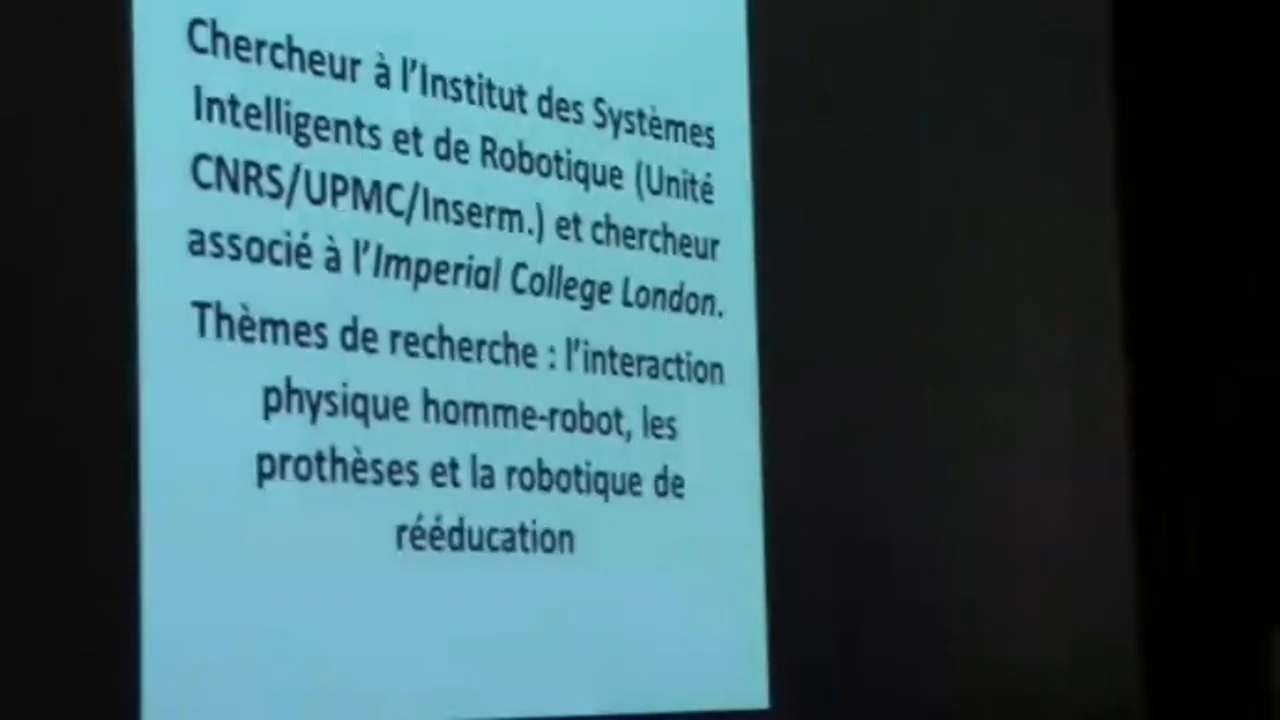 Chercheur à l'Institut des Systèmes
Intelligents et de Robotique (Unité
CNRS/UPMC/Inserm.) et chercheur
associé à l'Imperial College London.
Thèmes de recherche : l'interaction
physique homme-robot, les
prothèses et la robotique de
rééducation